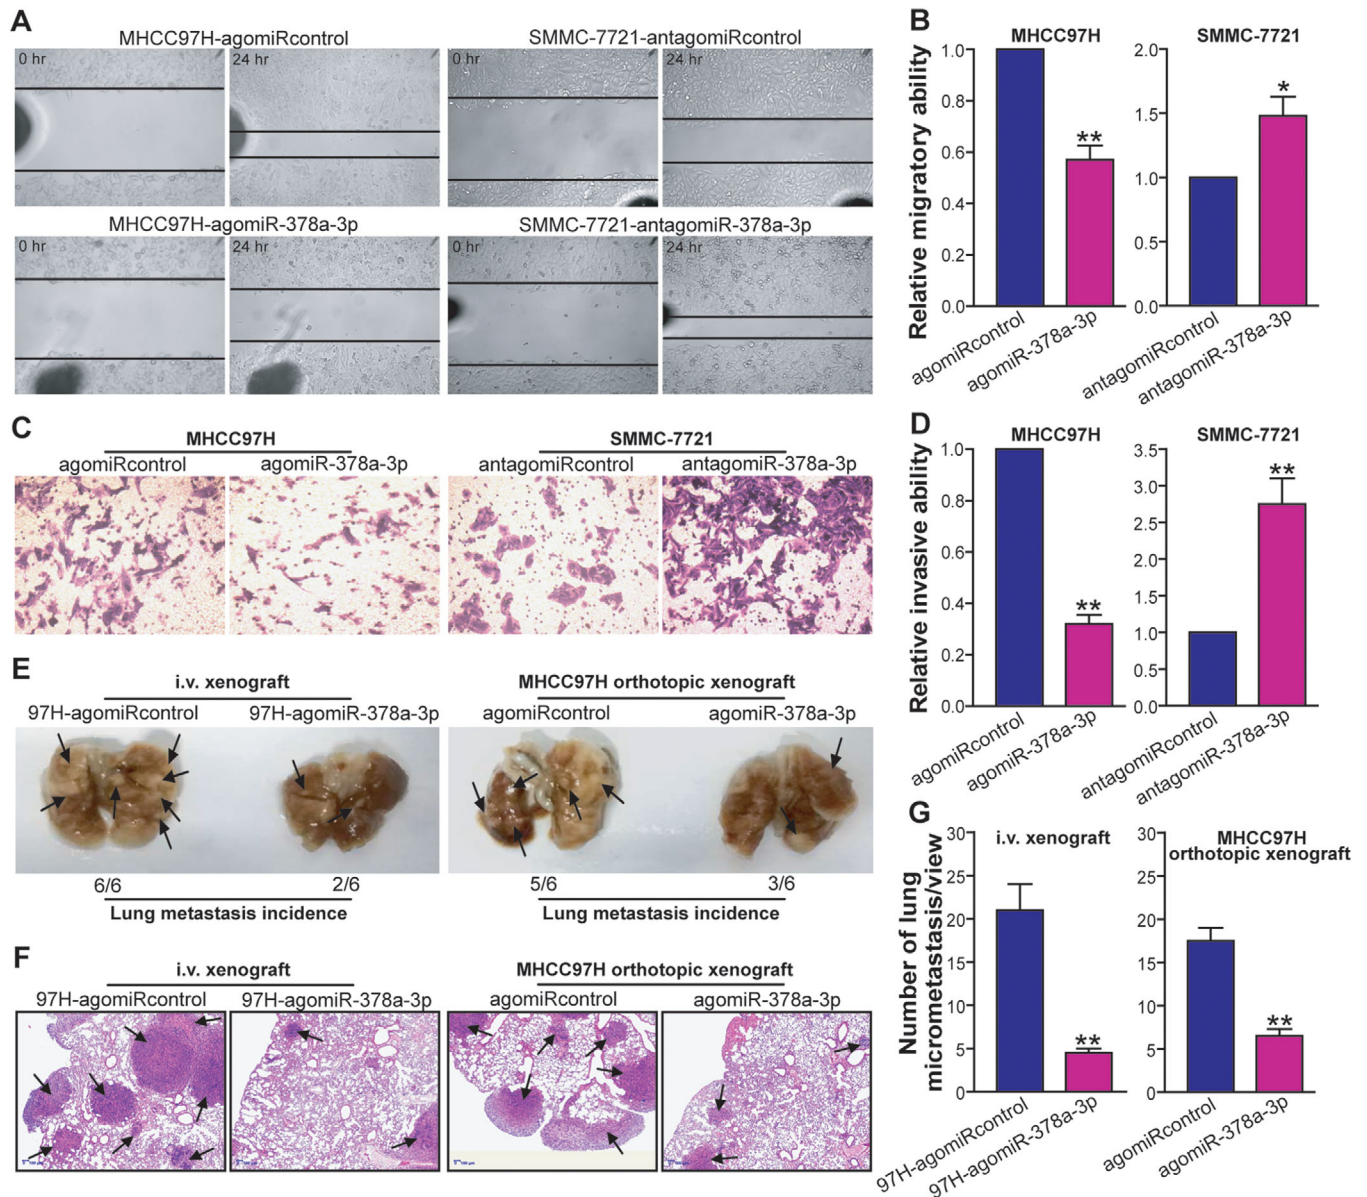 A
MHCC97H-agomiRcontrol
SMMC-7721-antagomiRcontrol
0 hr
24 hr
0 hr
24 hr
MHCC97H-agomiR-378a-3p
SMMC-7721-antagomiR-378a-3p
0 hr
24 hr
0 hr
24 hr
B
MHCC97H
SMMC-7721
Relative migratory ability
1.0
0.8
0.6
0.4
0.2
0.0
**
agomiRcontrol
agomiR-378a-3p
2.0
1.5
1.0
0.5
0.0
*
antagomiRcontrol
antagomiR-378a-3p
C
MHCC97H
SMMC-7721
agomiRcontrol
agomiR-378a-3p
antagomiRcontrol
antagomiR-378a-3p
D
MHCC97H
SMMC-7721
Relative invasive ability
1.0
0.8
0.6
0.4
0.2
0.0
**
agomiRcontrol
agomiR-378a-3p
3.5
3.0
2.5
2.0
1.5
1.0
0.5
0.0
**
antagomiRcontrol
antagomiR-378a-3p
E
i.v. xenograft
MHCC97H orthotopic xenograft
97H-agomiRcontrol
97H-agomiR-378a-3p
agomiRcontrol
agomiR-378a-3p
6/6
2/6
5/6
3/6
Lung metastasis incidence
Lung metastasis incidence
F
i.v. xenograft
MHCC97H orthotopic xenograft
97H-agomiRcontrol
97H-agomiR-378a-3p
agomiRcontrol
agomiR-378a-3p
100 μm
100 μm
100 μm
100 μm
G
i.v. xenograft
MHCC97H
orthotopic xenograft
Number of lung
micrometastasis/view
30
25
20
15
10
5
0
**
97H-agomiRcontrol
97H-agomiR-378a-3p
30
25
20
15
10
5
0
**
agomiRcontrol
agomiR-378a-3p